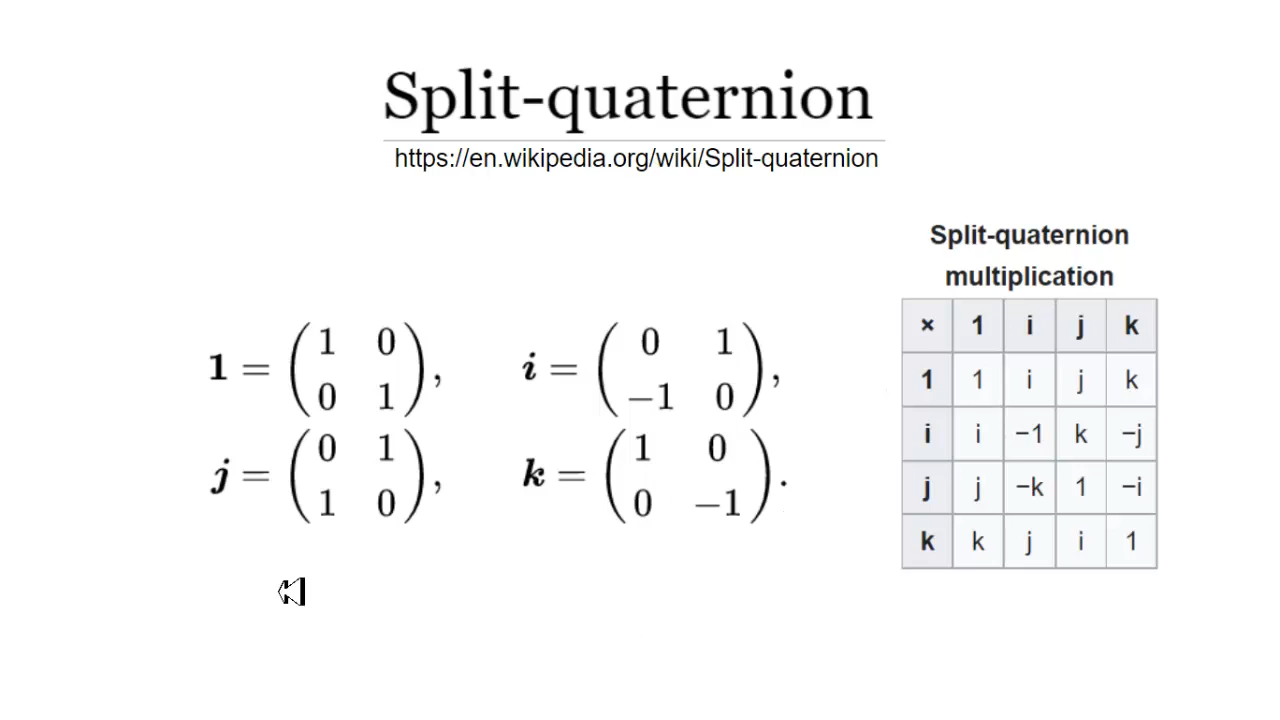 Split-quaternion
https://en.wikipedia.org/wiki/Split-quaternion
Split-quaternion
multiplication
1 = ( 1 0 ; 0 1 ), i = ( 0 1 ; −1 0 ),
j = ( 0 1 ; 1 0 ), k = ( 1 0 ; 0 −1 ).
× 1 i j k
1 1 i j k
i i −1 k −j
j j −k 1 −i
k k j i 1